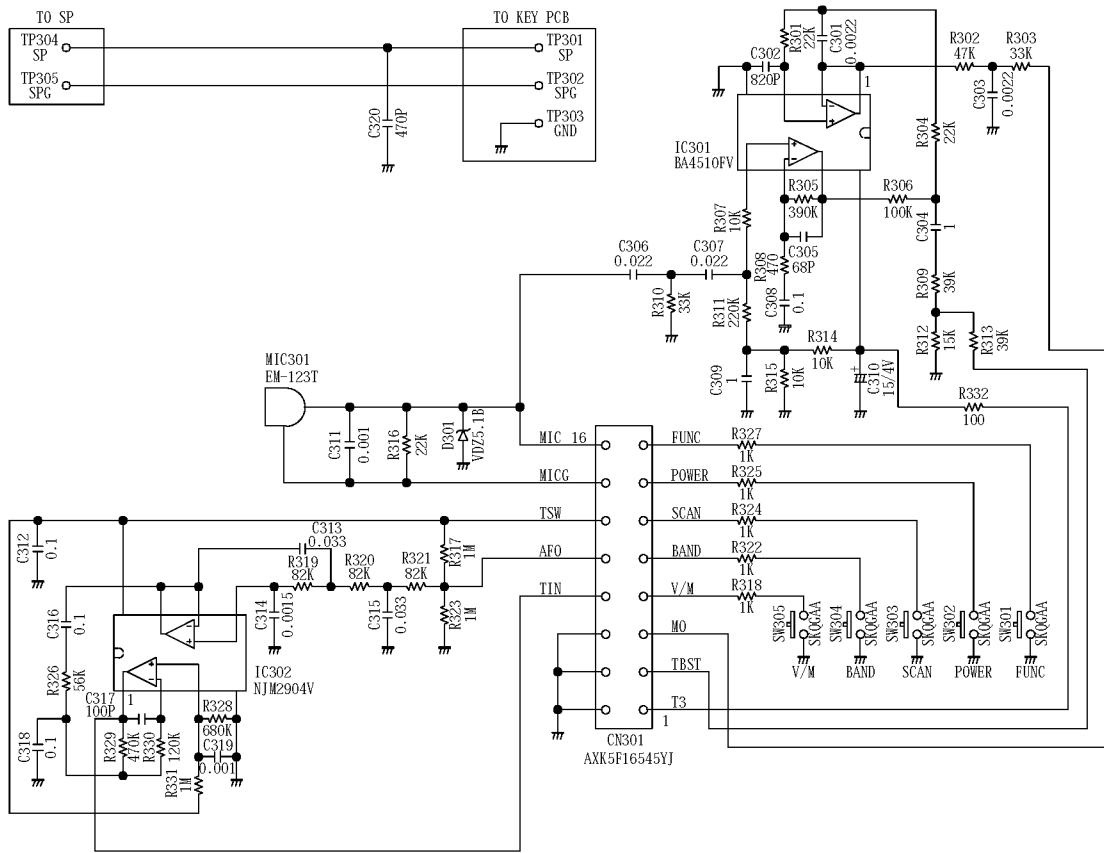 TO SP
TP304
SP
TP305
SPG
TO KEY PCB
TP301
SP
TP302
SPG
TP303
GND
C320
470P
R301
22K
C301
0.0022
C302
820P
1
R302
47K
R303
33K
C303
0.0022
R304
22K
IC301
BA4510FV
R305
390K
R306
100K
R307
10K
C304
1
C305
68P
C306
0.022
C307
0.022
R308
470
R309
39K
R310
33K
R311
220K
C308
0.1
R312
15K
R313
39K
R314
10K
C309
1
R315
10K
+
C310
15/4V
R332
100
MIC301
EM-123T
C311
0.001
R316
22K
D301
VDZ5.1B
MIC 16
MICG
TSW
AFO
TIN
FUNC
POWER
SCAN
BAND
V/M
MO
TBST
T3
1
CN301
AXK5F16545YJ
R327
1K
R325
1K
R324
1K
R322
1K
R318
1K
SW305
SKQGAA
V/M
SW304
SKQGAA
BAND
SW303
SKQGAA
SCAN
SW302
SKQGAA
POWER
SW301
SKQGAA
FUNC
C312
0.1
C313
0.033
R319
82K
R320
82K
R321
82K
R317
1M
R323
1M
C314
0.0015
C315
0.033
C316
0.1
IC302
NJM2904V
R326
56K
C317
100P
1
R328
680K
C318
0.1
R329
470K
R330
120K
C319
0.001
R331
1M